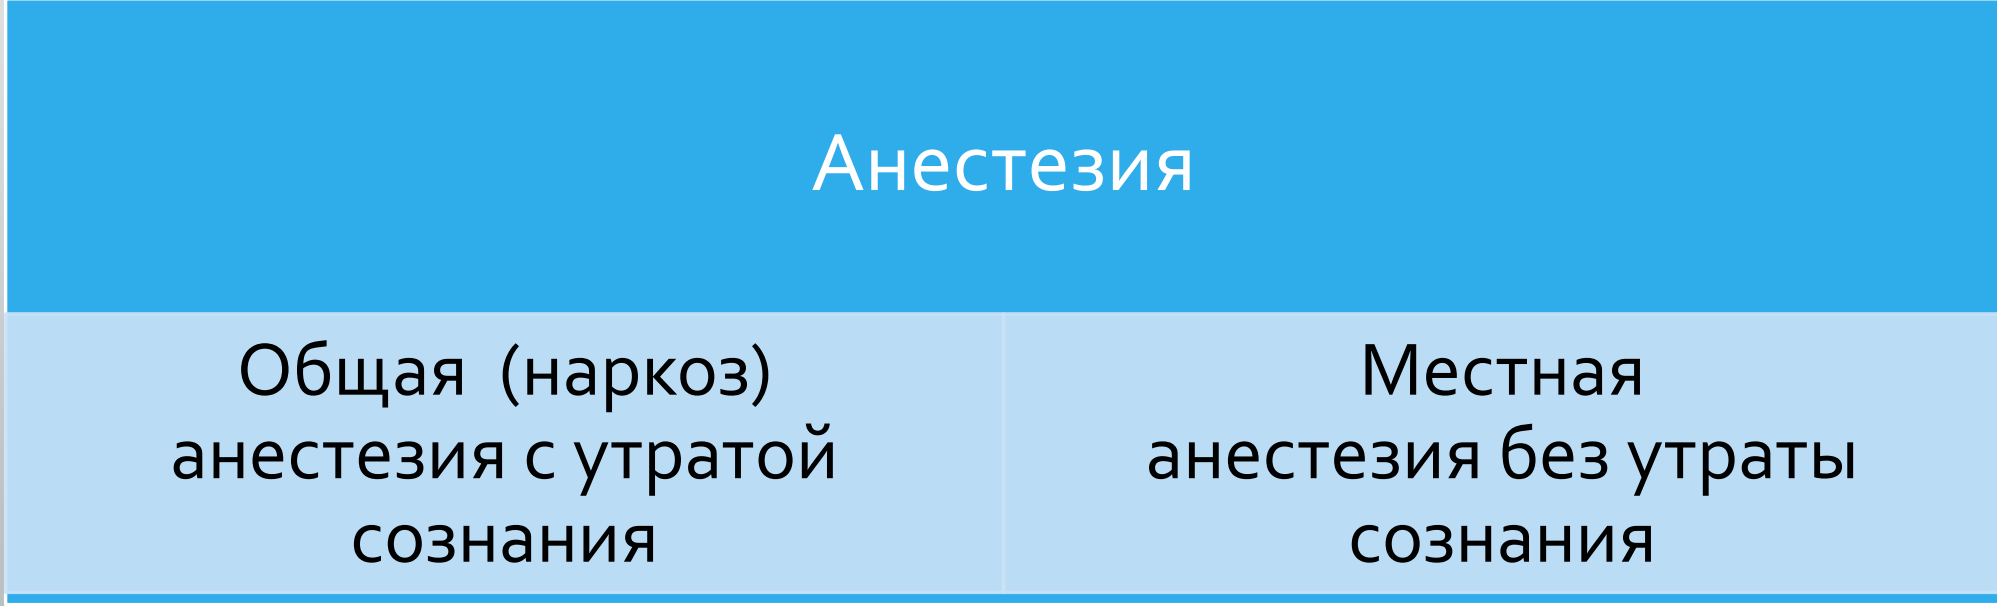 Анестезия
Общая (наркоз)
анестезия с утратой
сознания
Местная
анестезия без утраты
сознания